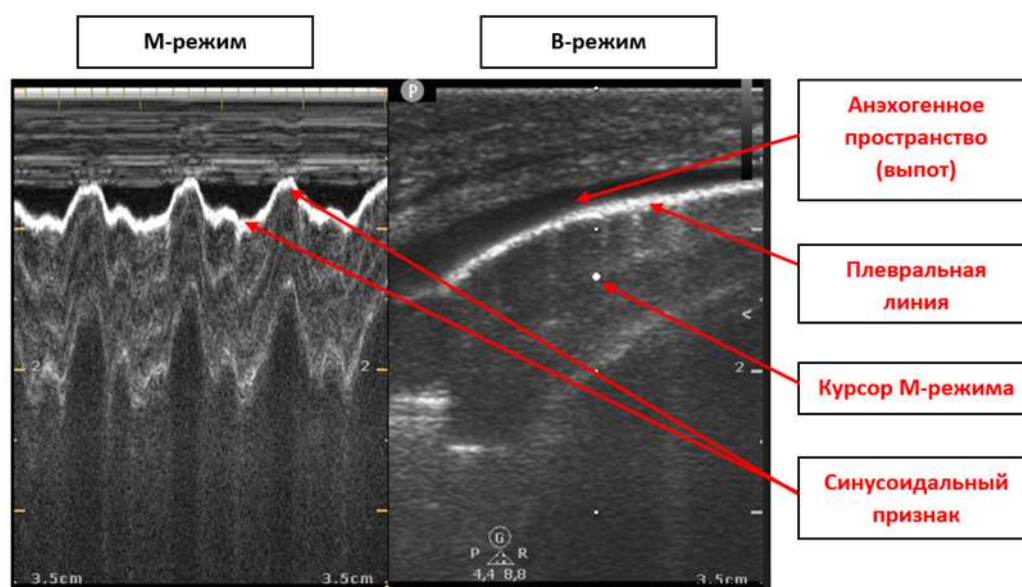 М-режим
В-режим
Анэхогенное
пространство
(выпот)
Плевральная
линия
Курсор М-режима
Синусоидальный
признак
P
2
2
<
G
P R
4,4 8,8
3.5cm
3.5cm
3.5cm